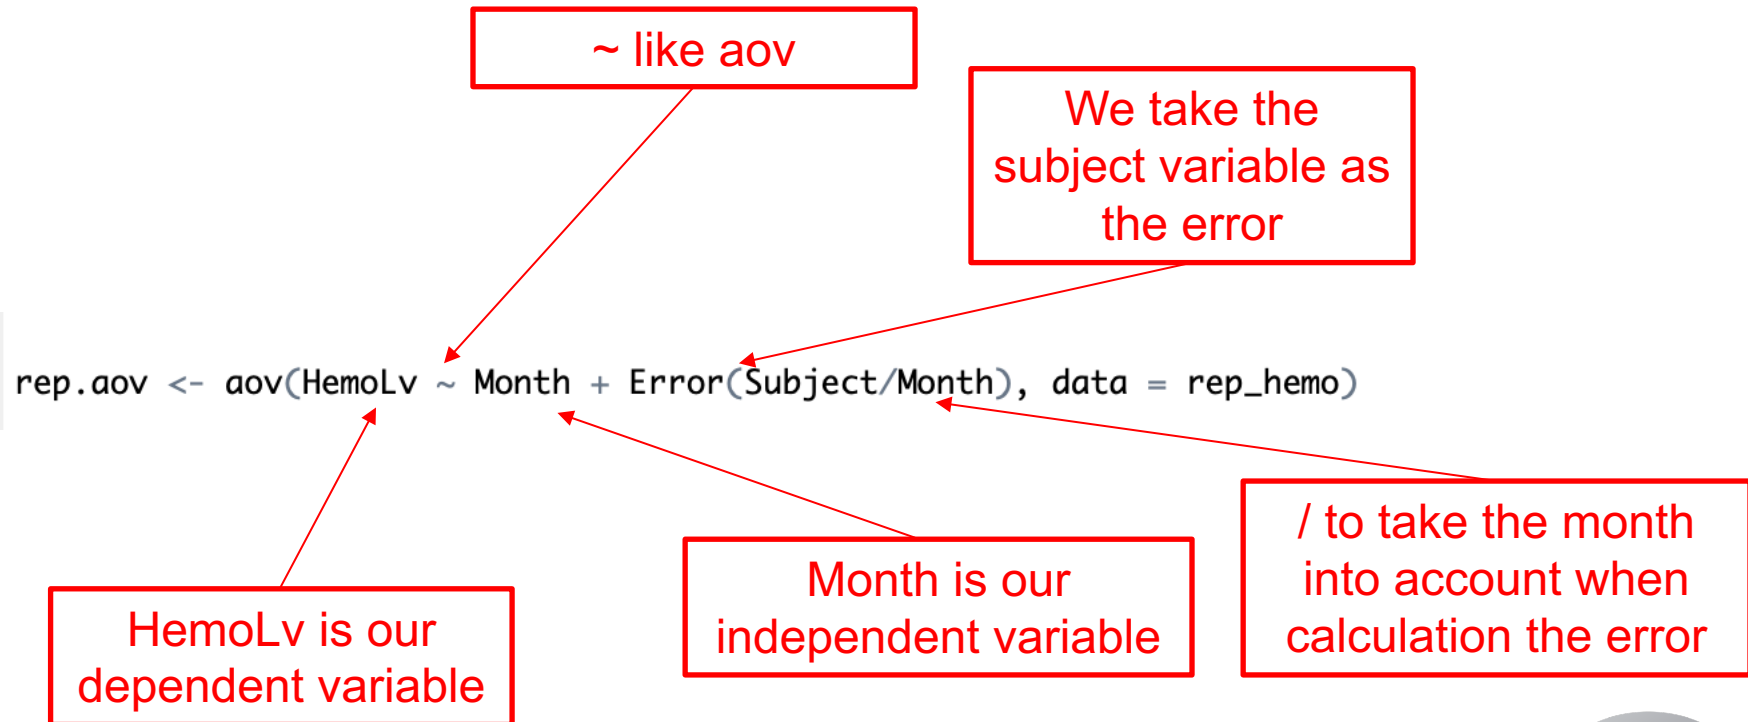 ~ like aov
We take the
subject variable as
the error
rep.aov <- aov(HemoLv ~ Month + Error(Subject/Month), data = rep_hemo)
HemoLv is our
dependent variable
Month is our
independent variable
/ to take the month
into account when
calculation the error